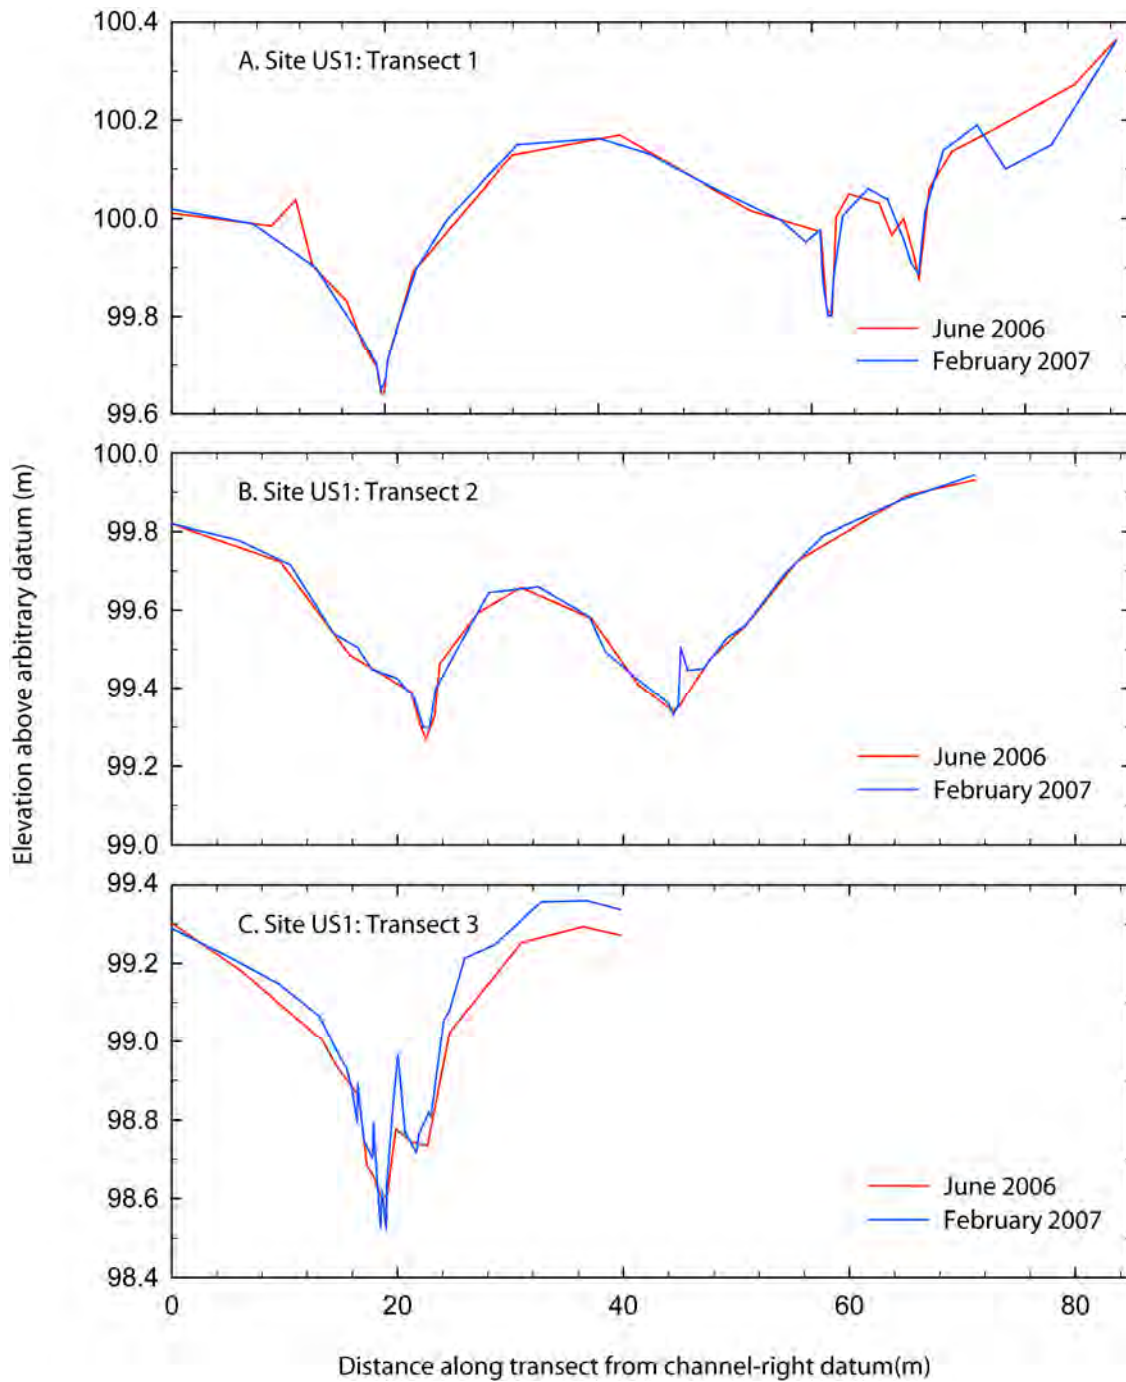 100.4
A. Site US1: Transect 1
100.2
100.0
99.8
June 2006
February 2007
99.6
Elevation above arbitrary datum (m)
100.0
B. Site US1: Transect 2
99.8
99.6
99.4
99.2
June 2006
February 2007
99.0
99.4
C. Site US1: Transect 3
99.2
99.0
98.8
98.6
June 2006
February 2007
98.4
0 20 40 60 80
Distance along transect from channel-right datum(m)